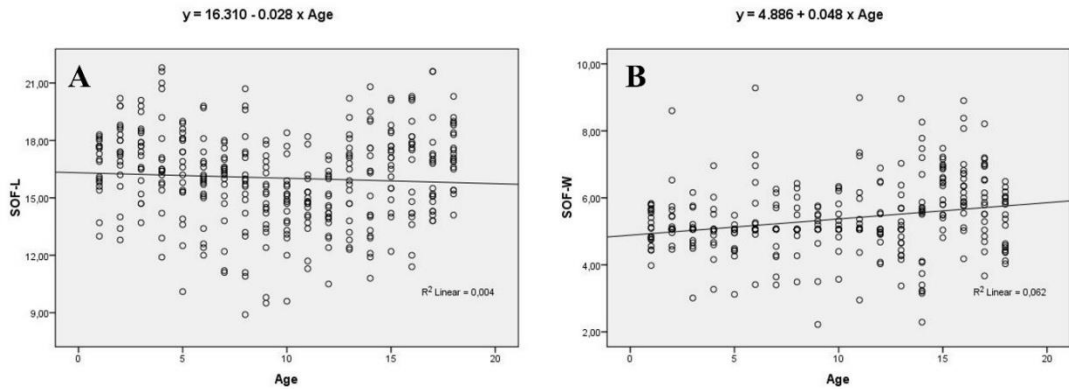 y = 16.310 - 0.028 x Age
A
21,00
18,00
15,00
12,00
9,00
SOF-L
R2 Linear = 0,004
0 5 10 15 20
Age
y = 4.886 + 0.048 x Age
B
10,00
8,00
6,00
4,00
2,00
SOF-W
R2 Linear = 0,062
0 5 10 15 20
Age